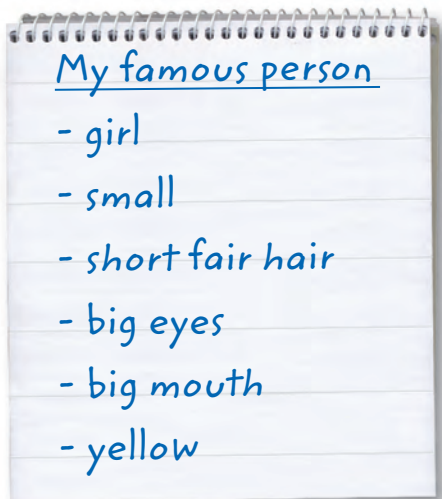 My famous person
- girl
- small
- short fair hair
- big eyes
- big mouth
- yellow